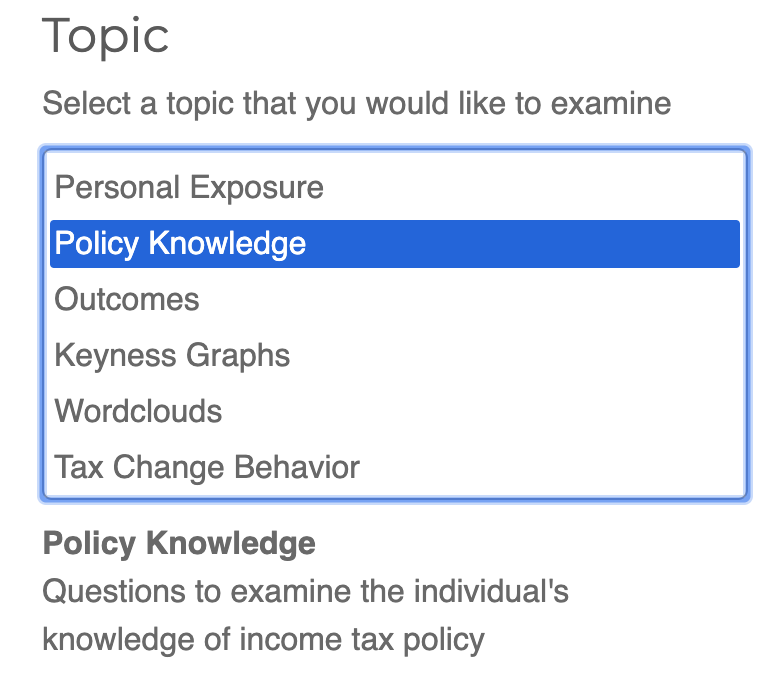 Topic
Select a topic that you would like to examine
Personal Exposure
Policy Knowledge
Outcomes
Keyness Graphs
Wordclouds
Tax Change Behavior
Policy Knowledge
Questions to examine the individual's
knowledge of income tax policy